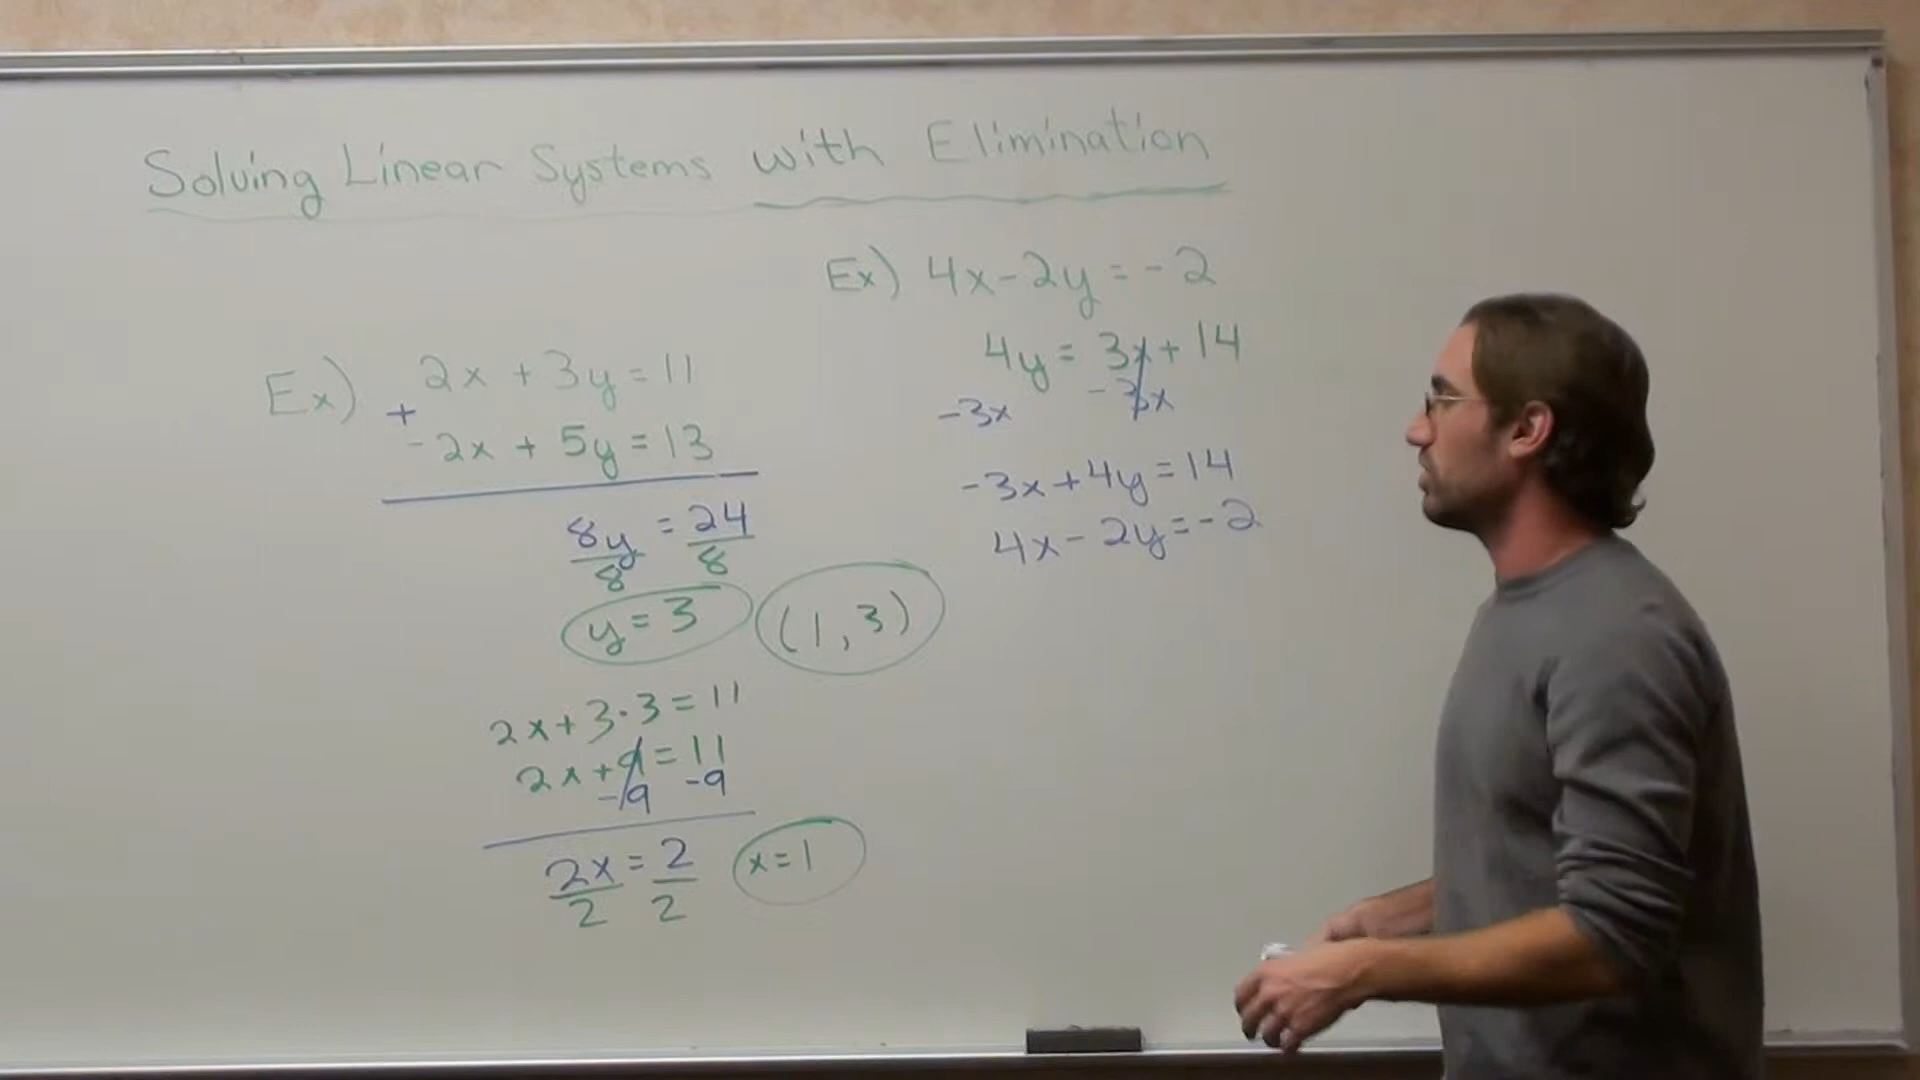 Solving Linear Systems with Elimination
Ex) 2x + 3y = 11
+
-2x + 5y = 13
8y = 24
8 8
y = 3
(1, 3)
2x + 3·3 = 11
2x + 9 = 11
-9 -9
2x = 2
2 2
x = 1
Ex) 4x - 2y = -2
4y = 3x + 14
-3x -3x
-3x + 4y = 14
4x - 2y = -2